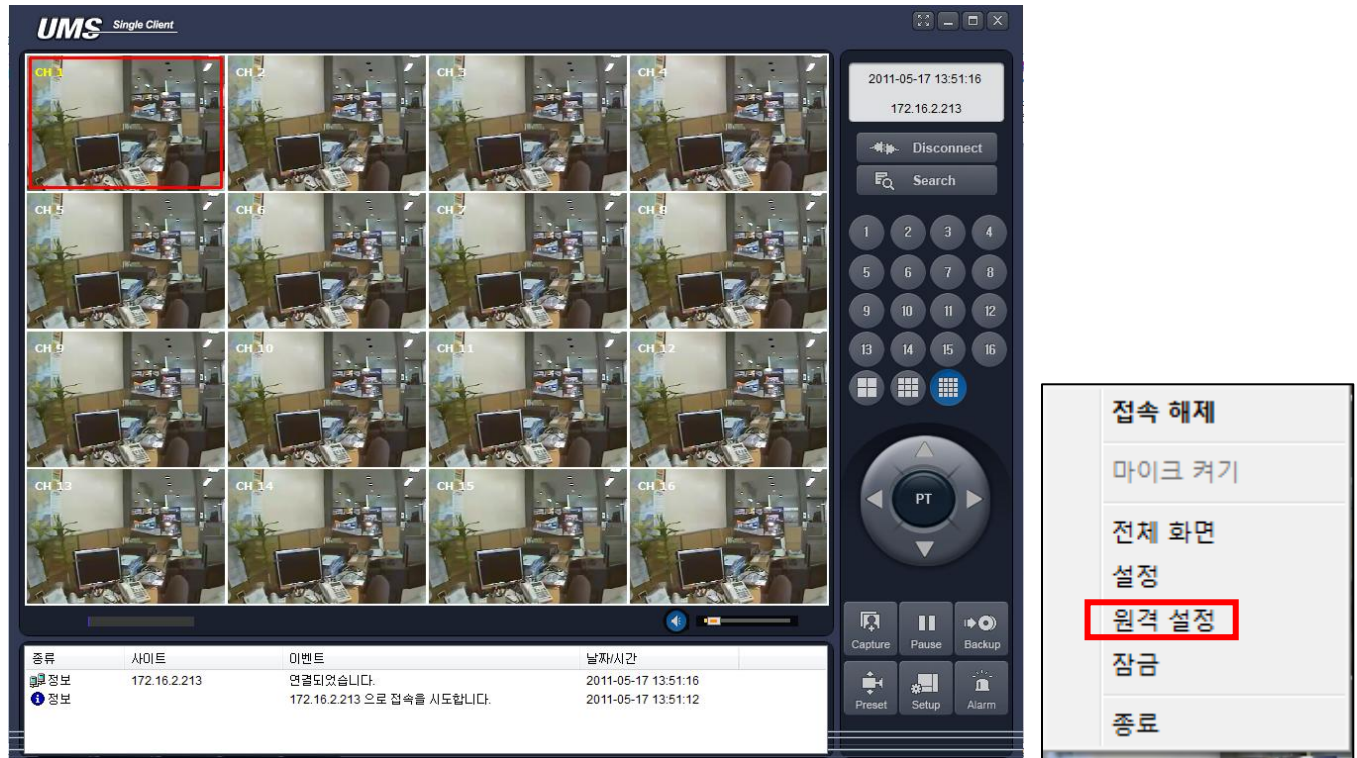 UMS Single Client
CH 1 CH 2 CH 3 CH 4
CH 5 CH 6 CH 7 CH 8
CH 9 CH 10 CH 11 CH 12
CH 13 CH 14 CH 15 CH 16
2011-05-17 13:51:16
172.16.2.213
Disconnect
Search
1 2 3 4
5 6 7 8
9 10 11 12
13 14 15 16
PT
Capture Pause Backup
Preset Setup Alarm
종류 사이트 이벤트 날짜/시간
정보 172.16.2.213 연결되었습니다. 2011-05-17 13:51:16
정보 172.16.2.213 으로 접속을 시도합니다. 2011-05-17 13:51:12
접속 해제
마이크 켜기
전체 화면
설정
원격 설정
잠금
종료